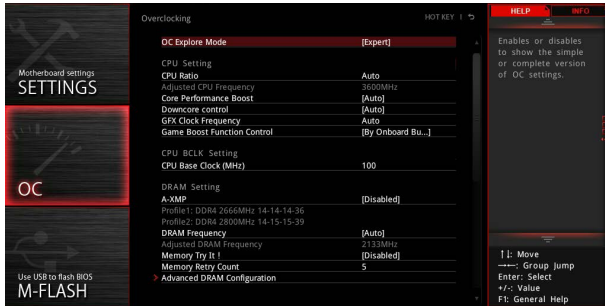 Overclocking
HOT KEY |
HELP
INFO
Motherboard settings
SETTINGS
OC
Use USB to flash BIOS
M-FLASH
OC Explore Mode [Expert]
CPU Setting
CPU Ratio Auto
Adjusted CPU Frequency 3600MHz
Core Performance Boost [Auto]
Downcore control [Auto]
GFX Clock Frequency Auto
Game Boost Function Control [By Onboard Bu...]
CPU BCLK Setting
CPU Base Clock (MHz) 100
DRAM Setting
A-XMP [Disabled]
Profile1: DDR4 2666MHz 14-14-14-36
Profile2: DDR4 2800MHz 14-15-15-39
DRAM Frequency [Auto]
Adjusted DRAM Frequency 2133MHz
Memory Try It ! [Disabled]
Memory Retry Count 5
Advanced DRAM Configuration
Enables or disables
to show the simple
or complete version
of OC settings.
↑↓: Move
→←: Group Jump
Enter: Select
+/-: Value
F1: General Help